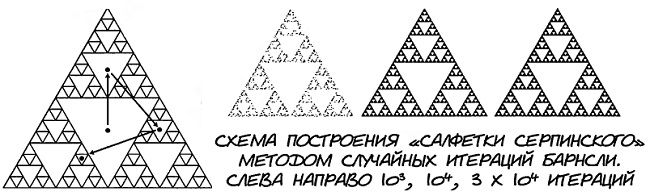 СХЕМА ПОСТРОЕНИЯ «САЛФЕТКИ СЕРПИНСКОГО»
МЕТОДОМ СЛУЧАЙНЫХ ИТЕРАЦИЙ БАРНСЛИ.
СЛЕВА НАПРАВО 10³, 10⁴, 3 X 10⁴ ИТЕРАЦИЙ